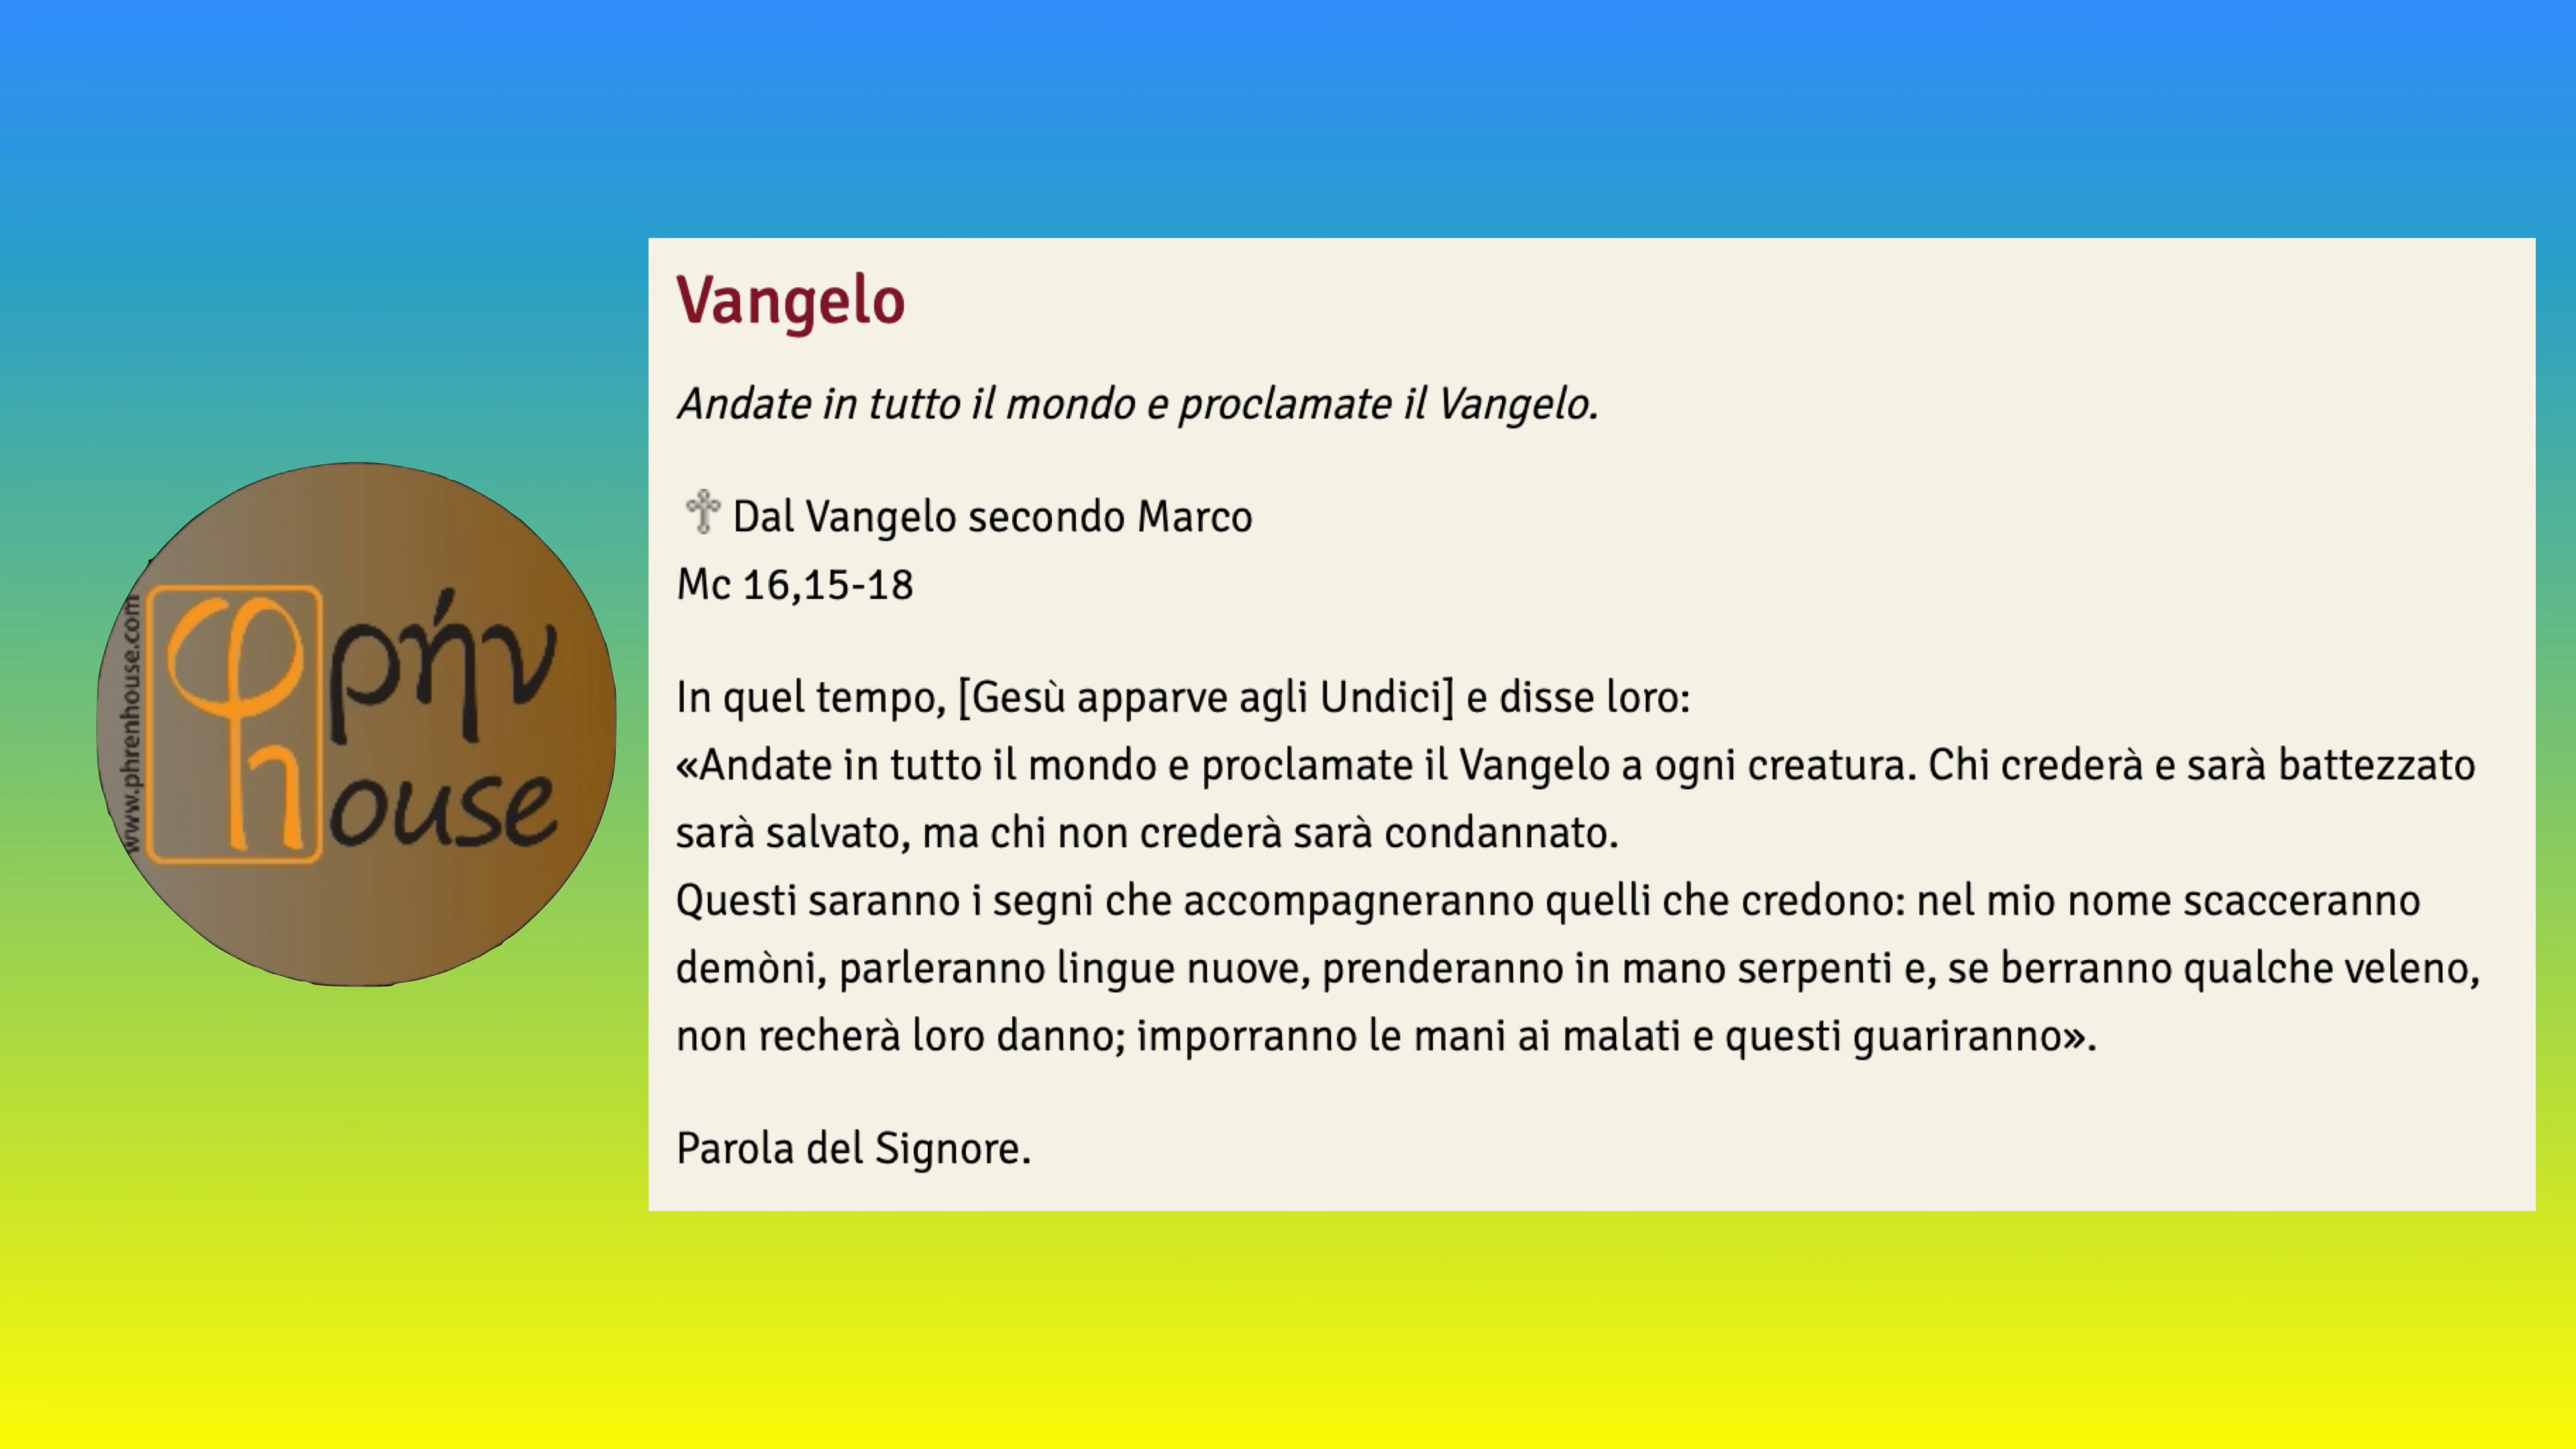 www.phrenhouse.com
φρήν
house
Vangelo
Andate in tutto il mondo e proclamate il Vangelo.
Dal Vangelo secondo Marco
Mc 16,15-18
In quel tempo, [Gesù apparve agli Undici] e disse loro:
«Andate in tutto il mondo e proclamate il Vangelo a ogni creatura. Chi crederà e sarà battezzato
sarà salvato, ma chi non crederà sarà condannato.
Questi saranno i segni che accompagneranno quelli che credono: nel mio nome scacceranno
demòni, parleranno lingue nuove, prenderanno in mano serpenti e, se berranno qualche veleno,
non recherà loro danno; imporranno le mani ai malati e questi guariranno».
Parola del Signore.